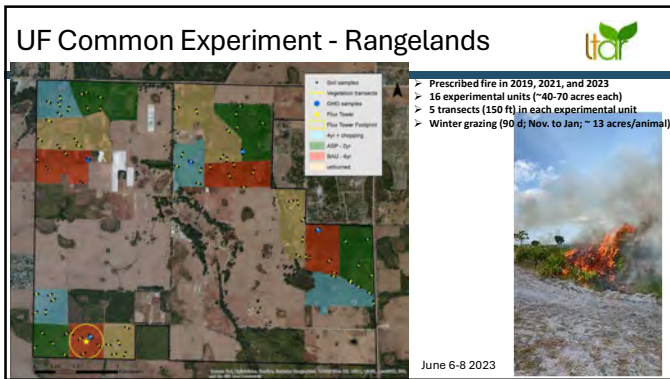 UF Common Experiment - Rangelands
ltar
Soil samples
Vegetation transects
GHG samples
Flux Tower
Flux Tower Footprint
4yr + chopping
ASP - 2yr
BAU - 4yr
unburned
➢ Prescribed fire in 2019, 2021, and 2023
➢ 16 experimental units (~40-70 acres each)
➢ 5 transects (150 ft) in each experimental unit
➢ Winter grazing (90 d; Nov. to Jan; ~ 13 acres/animal)
June 6-8 2023